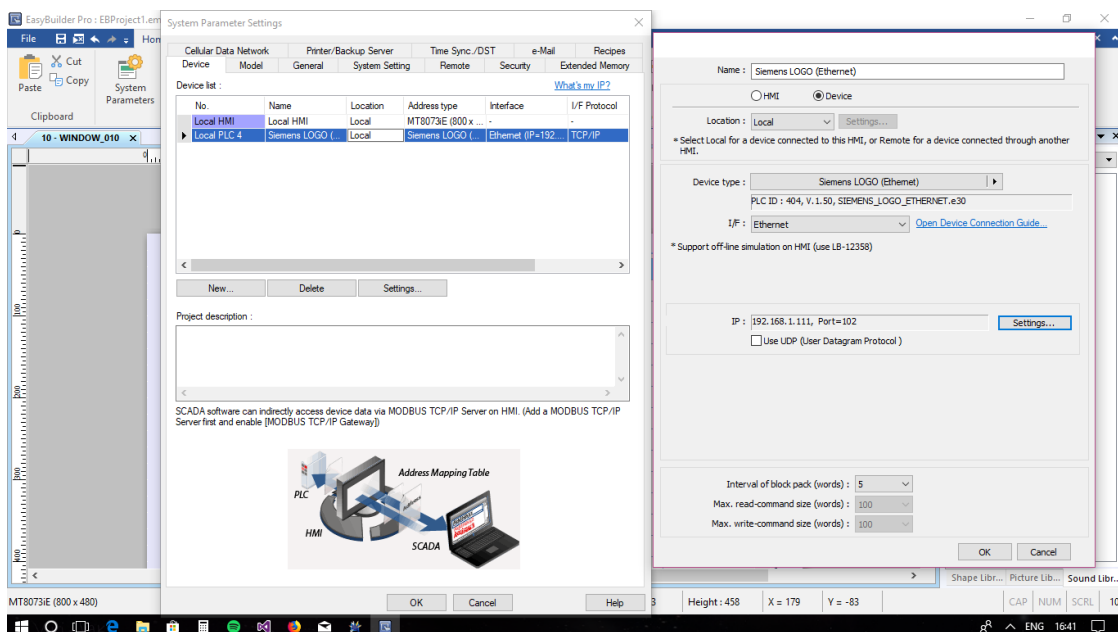 EasyBuilder Pro : EBProject1.em
File
Hon
Paste
Cut
Copy
System
Parameters
Clipboard
10 - WINDOW_010
System Parameter Settings
Cellular Data Network
Printer/Backup Server
Time Sync./DST
e-Mail
Recipes
Device
Model
General
System Setting
Remote
Security
Extended Memory
Device list :
What's my IP?
No. Name Location Address type Interface I/F Protocol
Local HMI Local HMI Local MT8073iE (800 x ... - -
Local PLC 4 Siemens LOGO (... Local Siemens LOGO (... Ethernet (IP=192.... TCP/IP
New...
Delete
Settings...
Project description :
SCADA software can indirectly access device data via MODBUS TCP/IP Server on HMI. (Add a MODBUS TCP/IP
Server first and enable [MODBUS TCP/IP Gateway])
Address Mapping Table
PLC
HMI
SCADA
OK
Cancel
Help
Name : Siemens LOGO (Ethernet)
HMI
Device
Location : Local
Settings...
* Select Local for a device connected to this HMI, or Remote for a device connected through another
HMI.
Device type : Siemens LOGO (Ethernet)
PLC ID : 404, V.1.50, SIEMENS_LOGO_ETHERNET.e30
I/F : Ethernet
Open Device Connection Guide...
* Support off-line simulation on HMI (use LB-12358)
IP : 192.168.1.111, Port=102
Settings...
Use UDP (User Datagram Protocol )
Interval of block pack (words) : 5
Max. read-command size (words) : 100
Max. write-command size (words) : 100
OK
Cancel
Shape Libr... Picture Lib... Sound Libr...
MT8073iE (800 x 480)
3 Height : 458 X = 179 Y = -83
CAP NUM SCRL 10
ENG 16:41